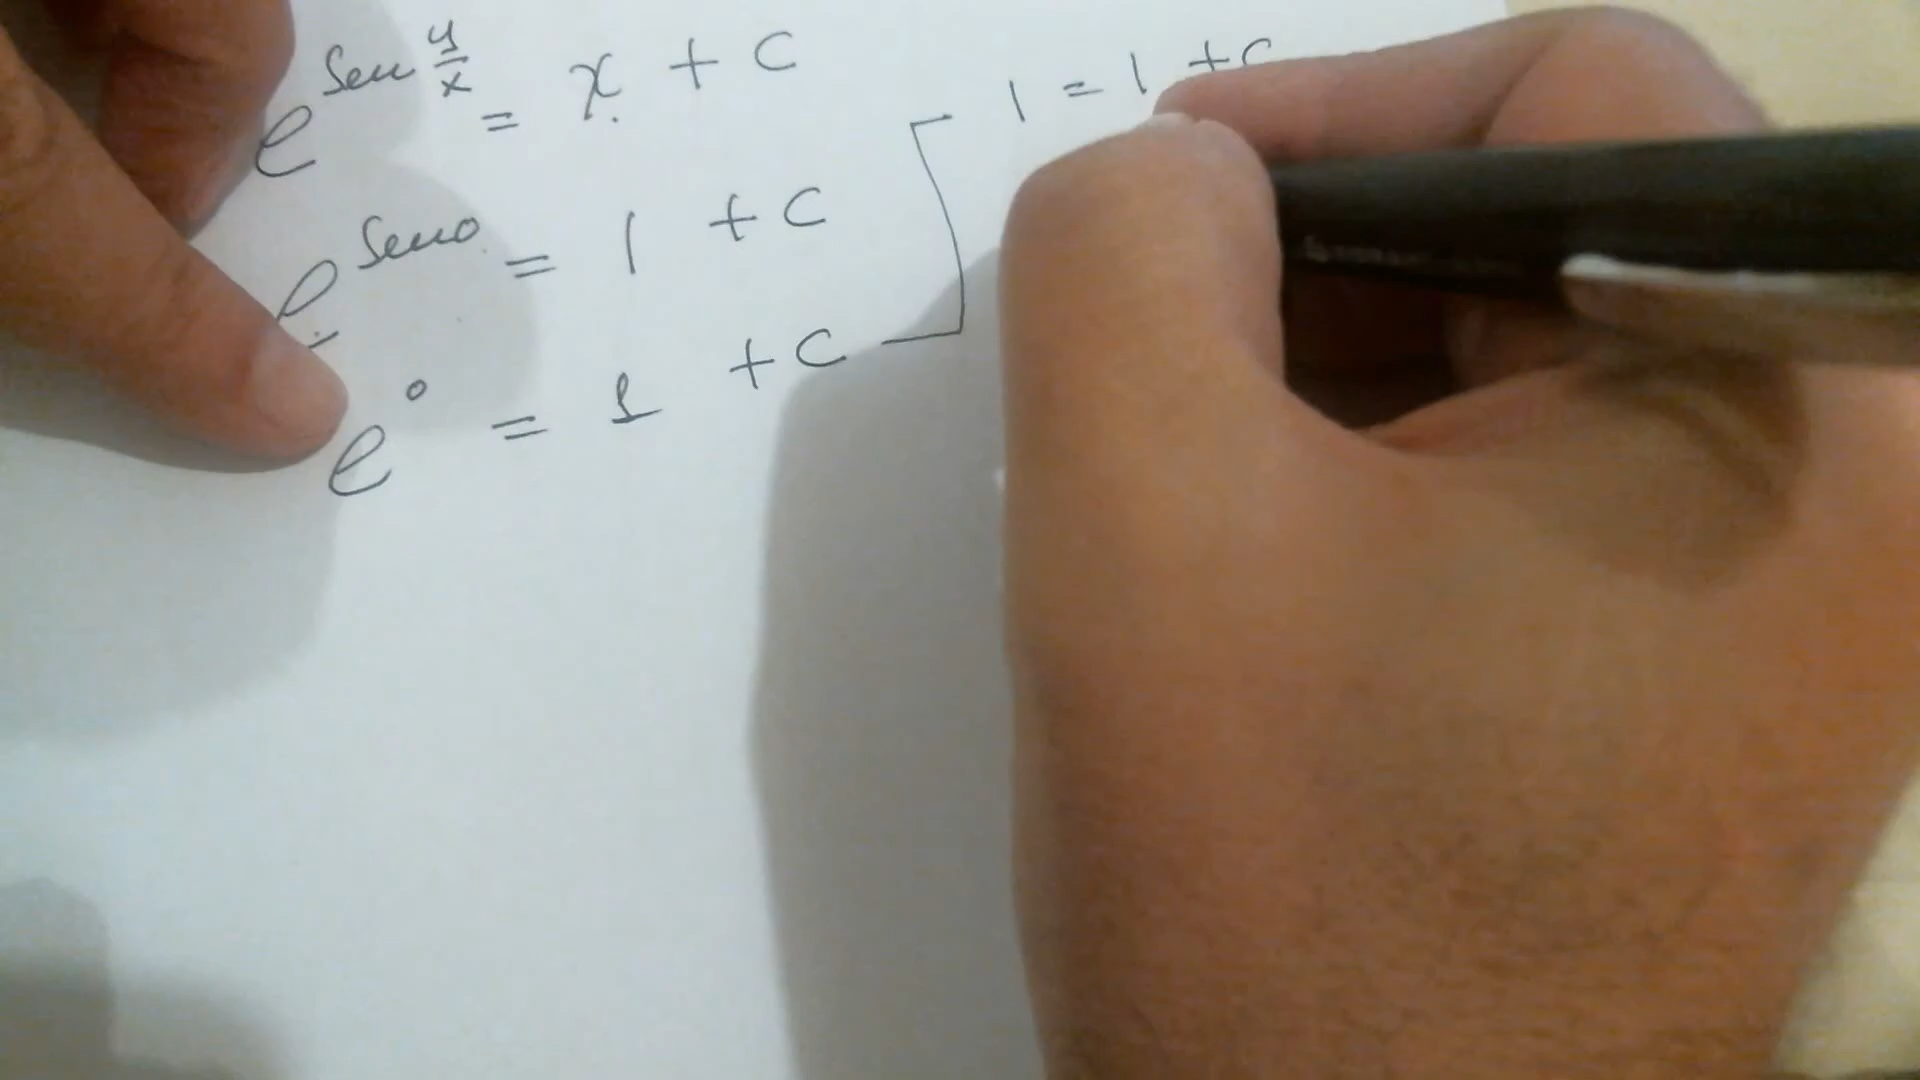 e^{sen y/x} = x + c
e^{sen0} = 1 + c
e^0 = 1 + c
1 = 1 + c